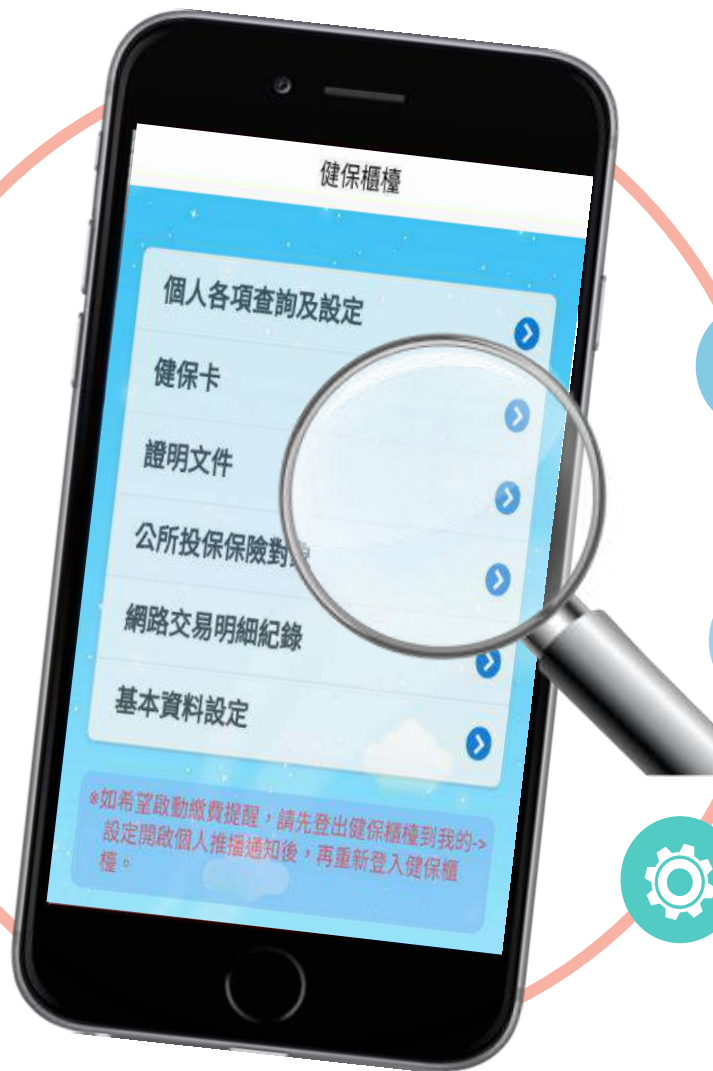 健保櫃檯
個人各項查詢及設定
健保卡
證明文件
公所投保保險對
網路交易明細紀錄
基本資料設定
※如希望啟動繳費提醒，請先登出健保櫃檯到我的->
設定開啟個人推播通知後，再重新登入健保櫃
檯。